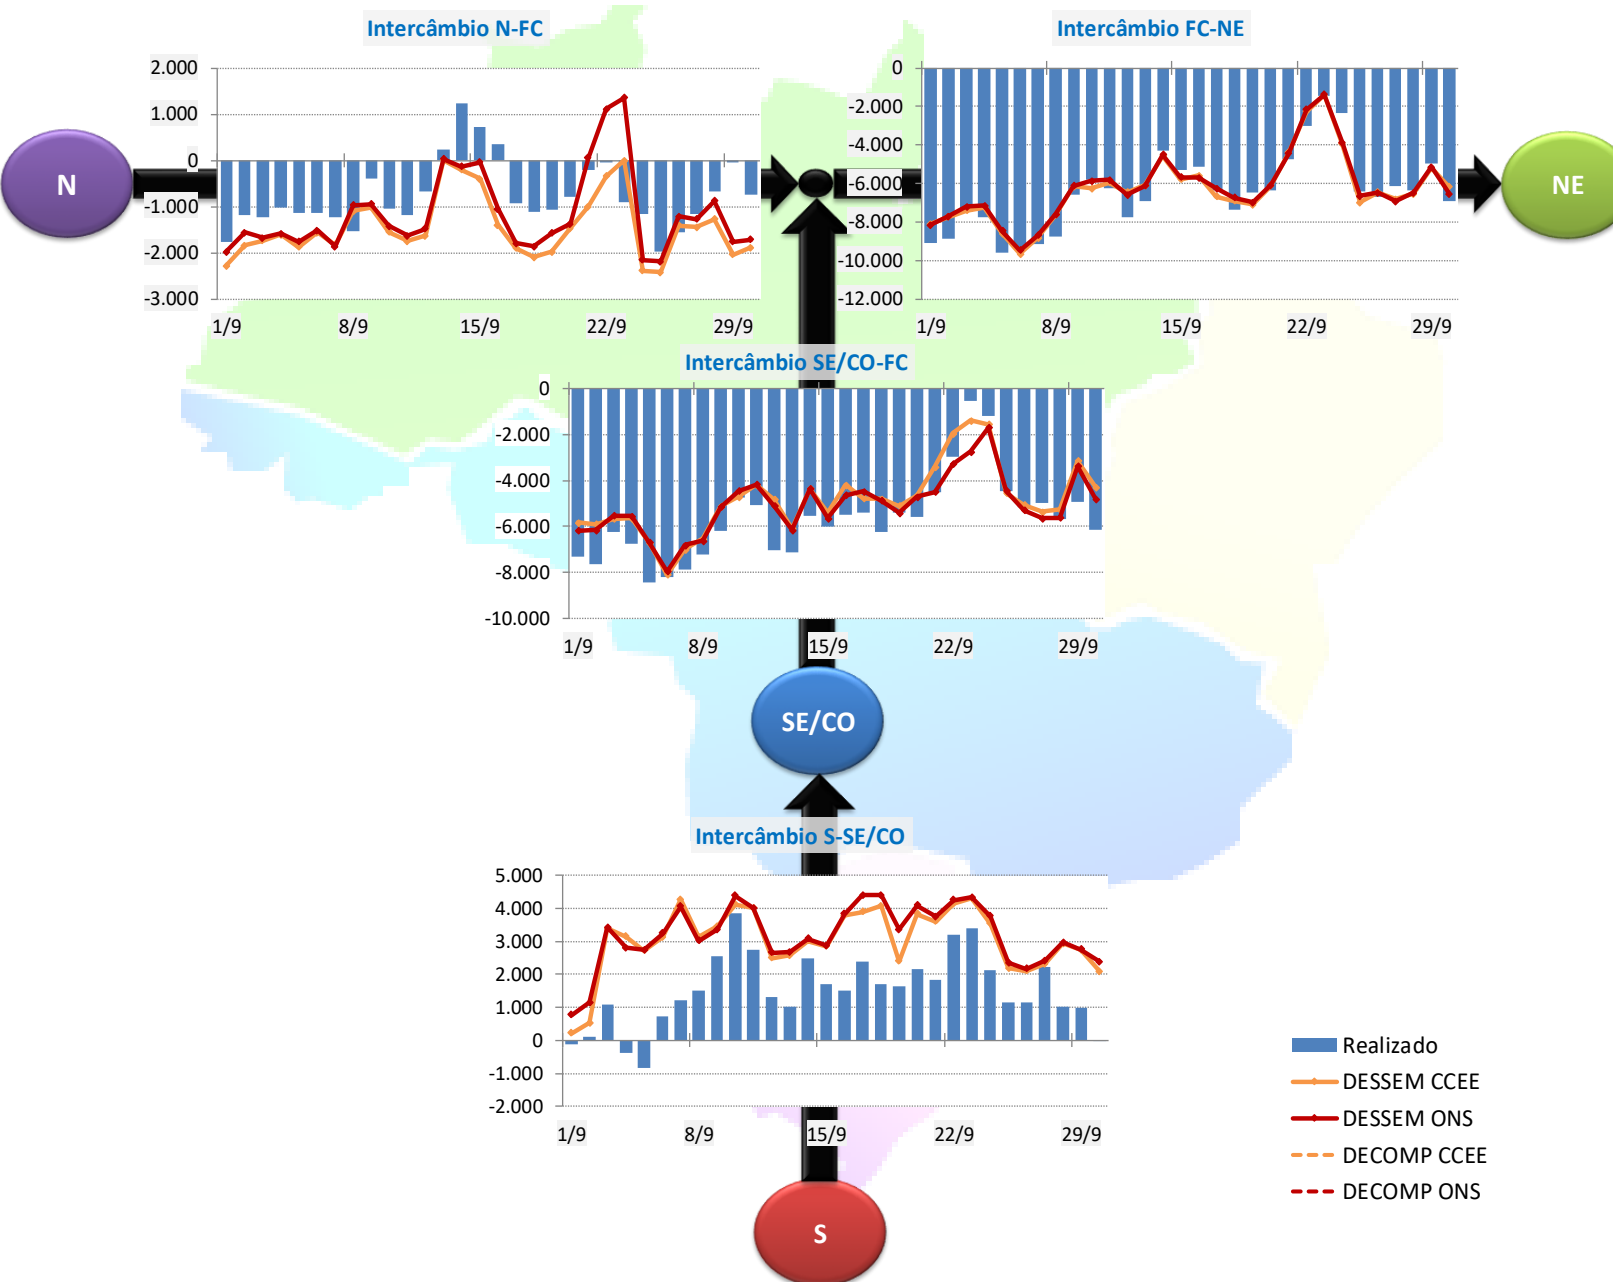 Intercâmbio N-FC
2.000
1.000
0
-1.000
-2.000
-3.000
1/9 8/9 15/9 22/9 29/9
Intercâmbio FC-NE
0
-2.000
-4.000
-6.000
-8.000
-10.000
-12.000
1/9 8/9 15/9 22/9 29/9
N
NE
Intercâmbio SE/CO-FC
0
-2.000
-4.000
-6.000
-8.000
-10.000
1/9 8/9 15/9 22/9 29/9
SE/CO
Intercâmbio S-SE/CO
5.000
4.000
3.000
2.000
1.000
0
-1.000
-2.000
1/9 8/9 15/9 22/9 29/9
Realizado
DESSEM CCEE
DESSEM ONS
DECOMP CCEE
DECOMP ONS
S